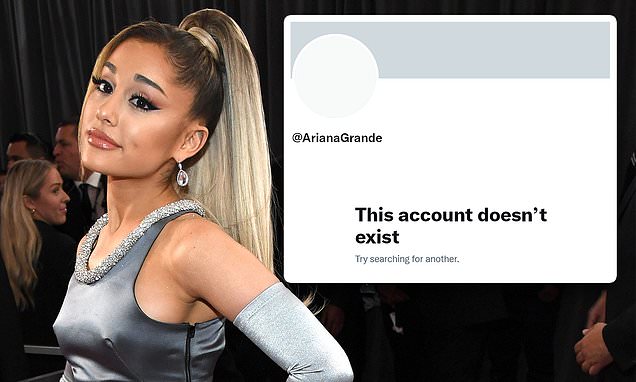 @ArianaGrande
This account doesn’t
exist
Try searching for another.